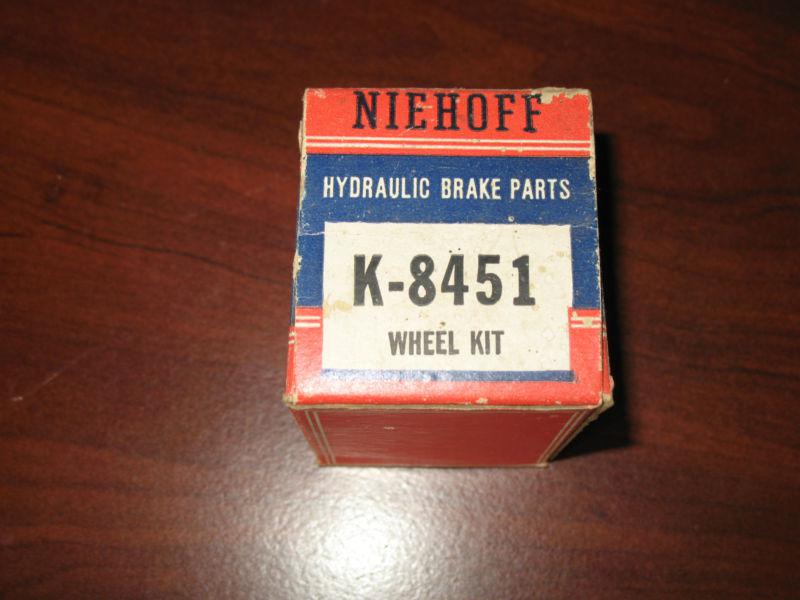 NIEHOFF
HYDRAULIC BRAKE PARTS
K-8451
WHEEL KIT